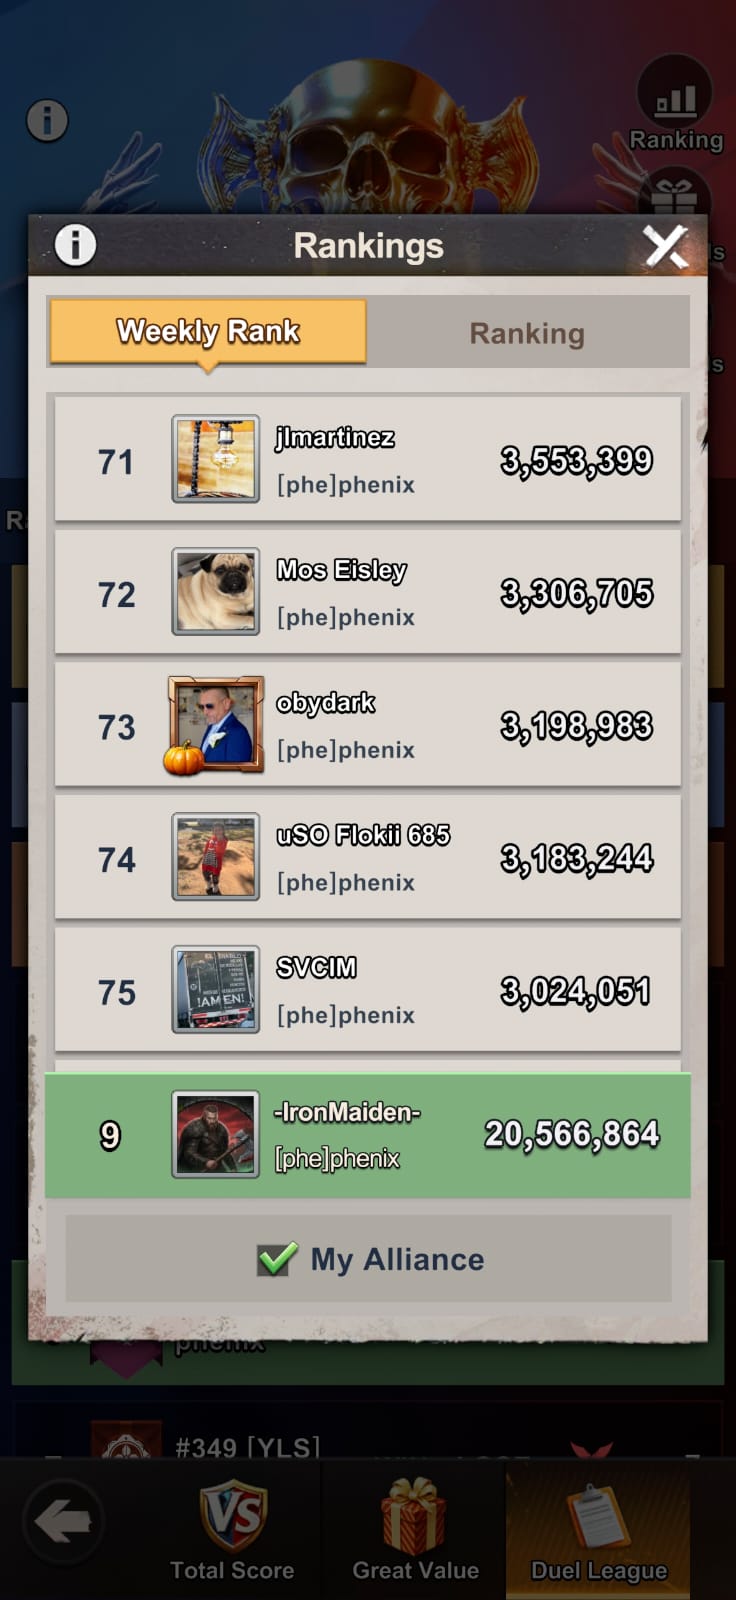 Ranking
Rankings
Weekly Rank
Ranking
71
jlmartinez
[phe]phenix
3,553,399
72
Mos Eisley
[phe]phenix
3,306,705
73
obydark
[phe]phenix
3,198,983
74
uSO Flokii 685
[phe]phenix
3,183,244
75
SVCIM
[phe]phenix
3,024,051
¡AMEN!
9
-IronMaiden-
[phe]phenix
20,566,864
My Alliance
phenix
#349 [YLS]
VS
Total Score
Great Value
Duel League